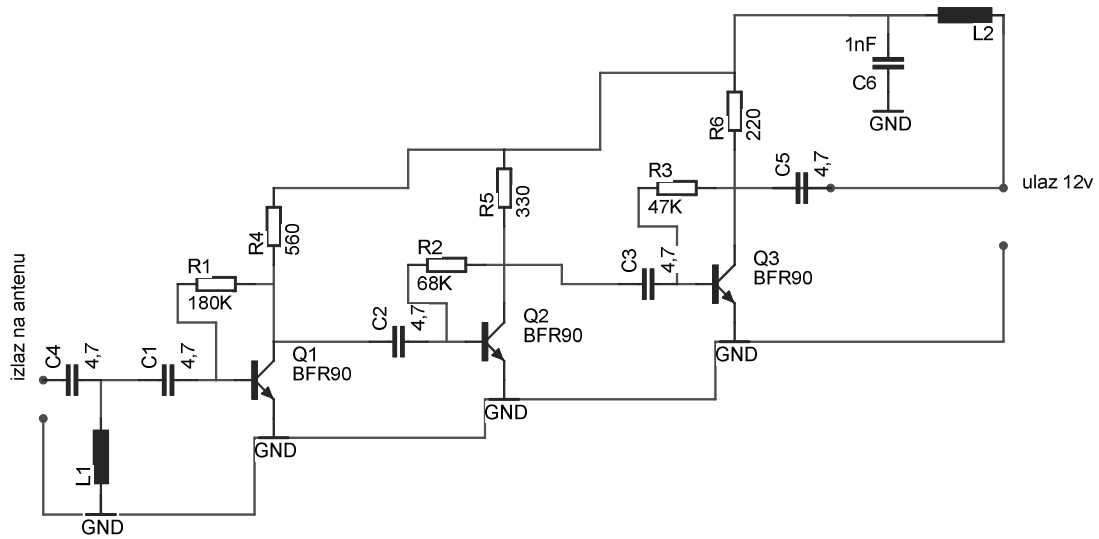 L2
1nF
C6
GND
R6
220
C5
4,7
ulaz 12v
R3
47K
R5
330
R4
560
R2
68K
C3
4,7
Q3
BFR90
R1
180K
C2
4,7
Q2
BFR90
GND
izlaz na antenu
C4
4,7
C1
4,7
Q1
BFR90
GND
GND
L1
GND